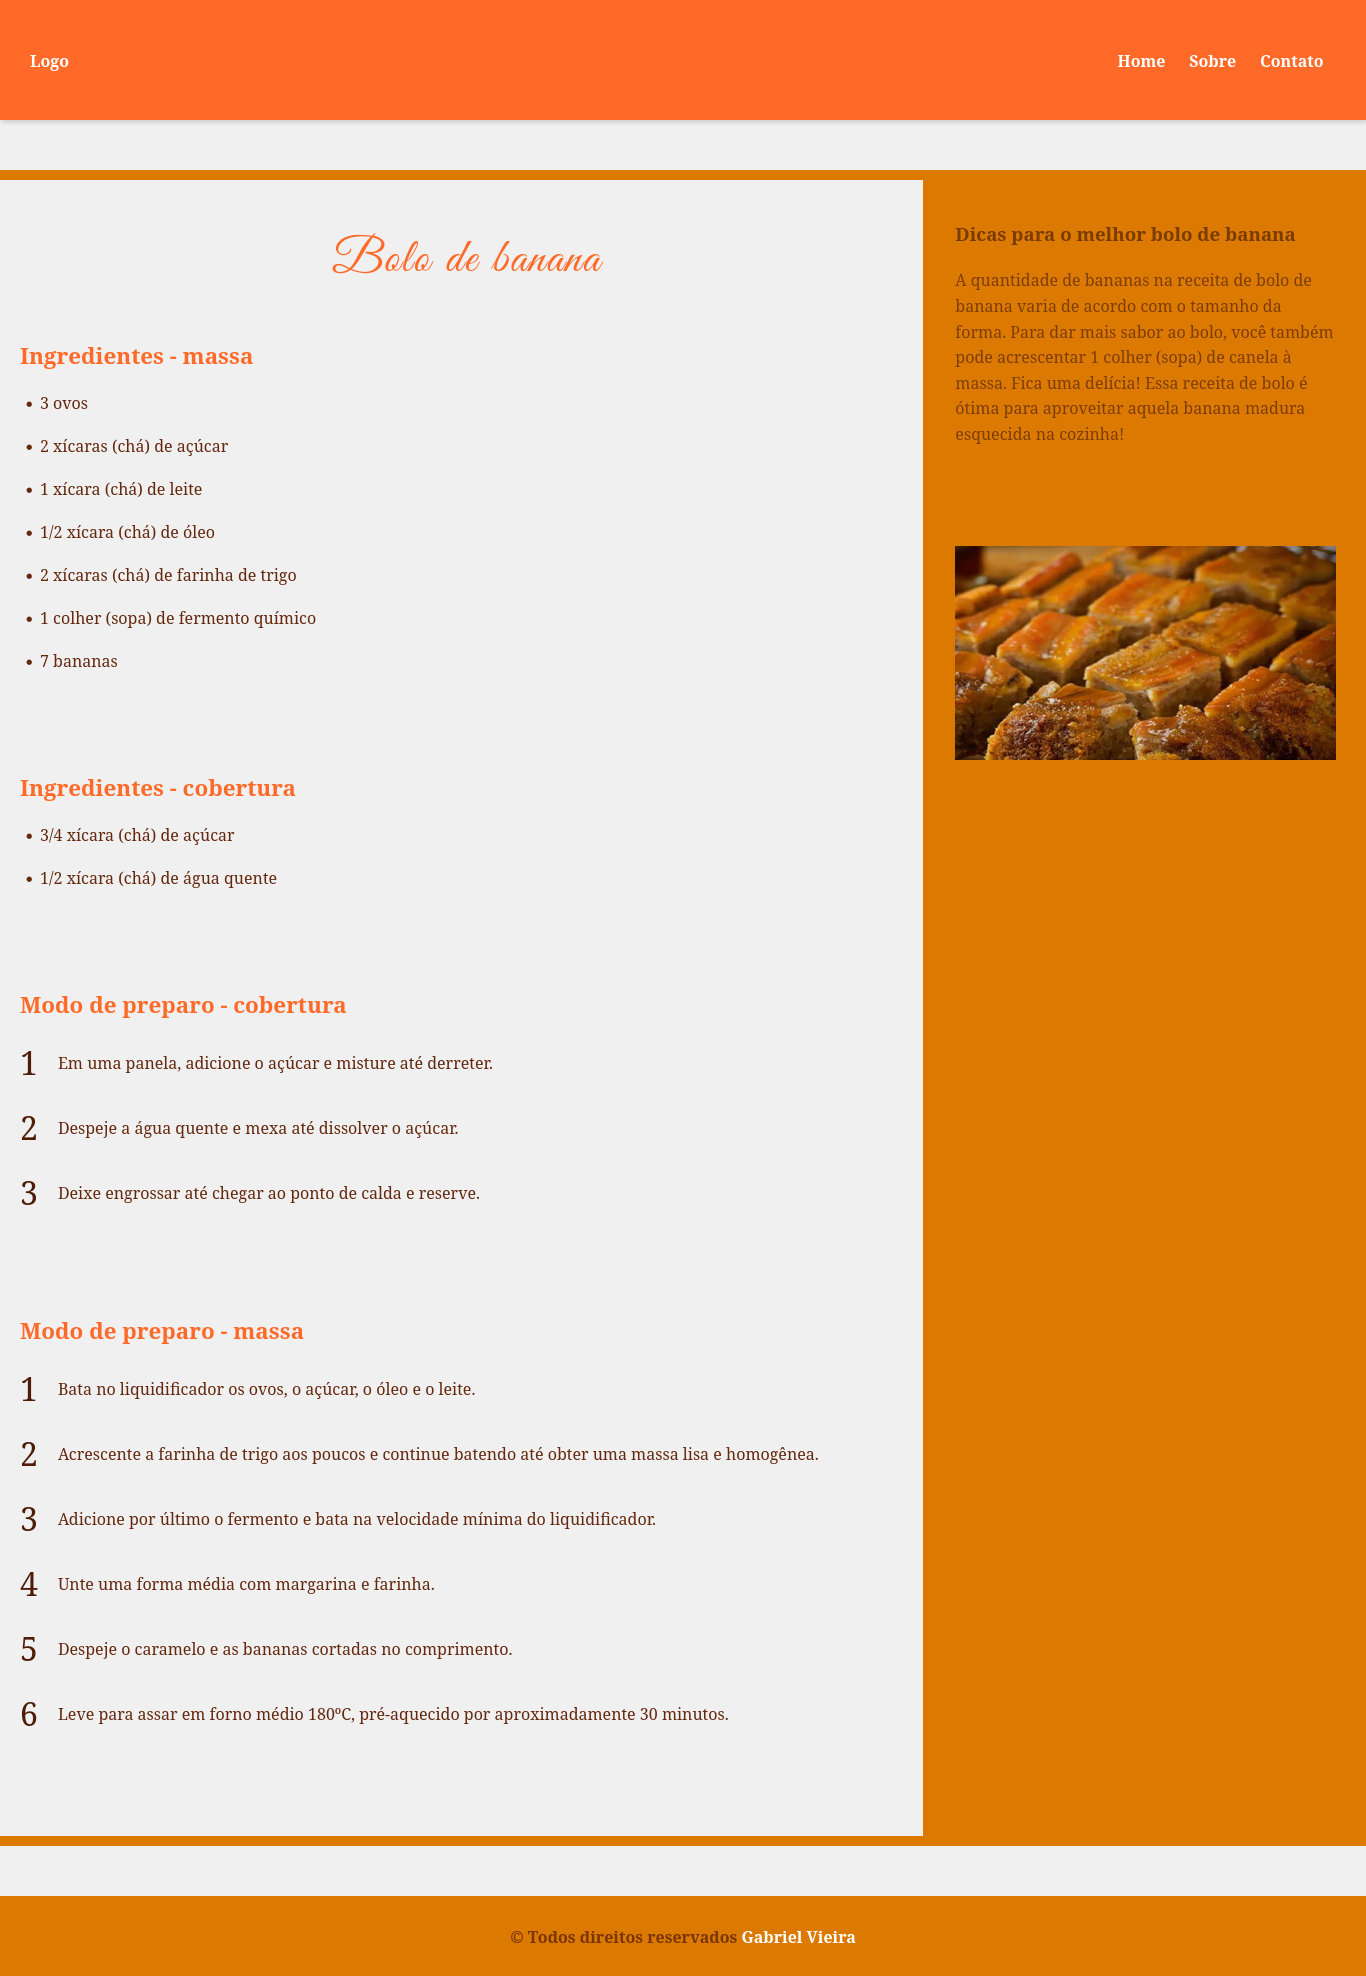 Logo
Home Sobre Contato
Bolo de banana
Ingredientes - massa
• 3 ovos
• 2 xícaras (chá) de açúcar
• 1 xícara (chá) de leite
• 1/2 xícara (chá) de óleo
• 2 xícaras (chá) de farinha de trigo
• 1 colher (sopa) de fermento químico
• 7 bananas
Ingredientes - cobertura
• 3/4 xícara (chá) de açúcar
• 1/2 xícara (chá) de água quente
Modo de preparo - cobertura
1 Em uma panela, adicione o açúcar e misture até derreter.
2 Despeje a água quente e mexa até dissolver o açúcar.
3 Deixe engrossar até chegar ao ponto de calda e reserve.
Modo de preparo - massa
1 Bata no liquidificador os ovos, o açúcar, o óleo e o leite.
2 Acrescente a farinha de trigo aos poucos e continue batendo até obter uma massa lisa e homogênea.
3 Adicione por último o fermento e bata na velocidade mínima do liquidificador.
4 Unte uma forma média com margarina e farinha.
5 Despeje o caramelo e as bananas cortadas no comprimento.
6 Leve para assar em forno médio 180ºC, pré-aquecido por aproximadamente 30 minutos.
Dicas para o melhor bolo de banana
A quantidade de bananas na receita de bolo de
banana varia de acordo com o tamanho da
forma. Para dar mais sabor ao bolo, você também
pode acrescentar 1 colher (sopa) de canela à
massa. Fica uma delícia! Essa receita de bolo é
ótima para aproveitar aquela banana madura
esquecida na cozinha!
© Todos direitos reservados Gabriel Vieira